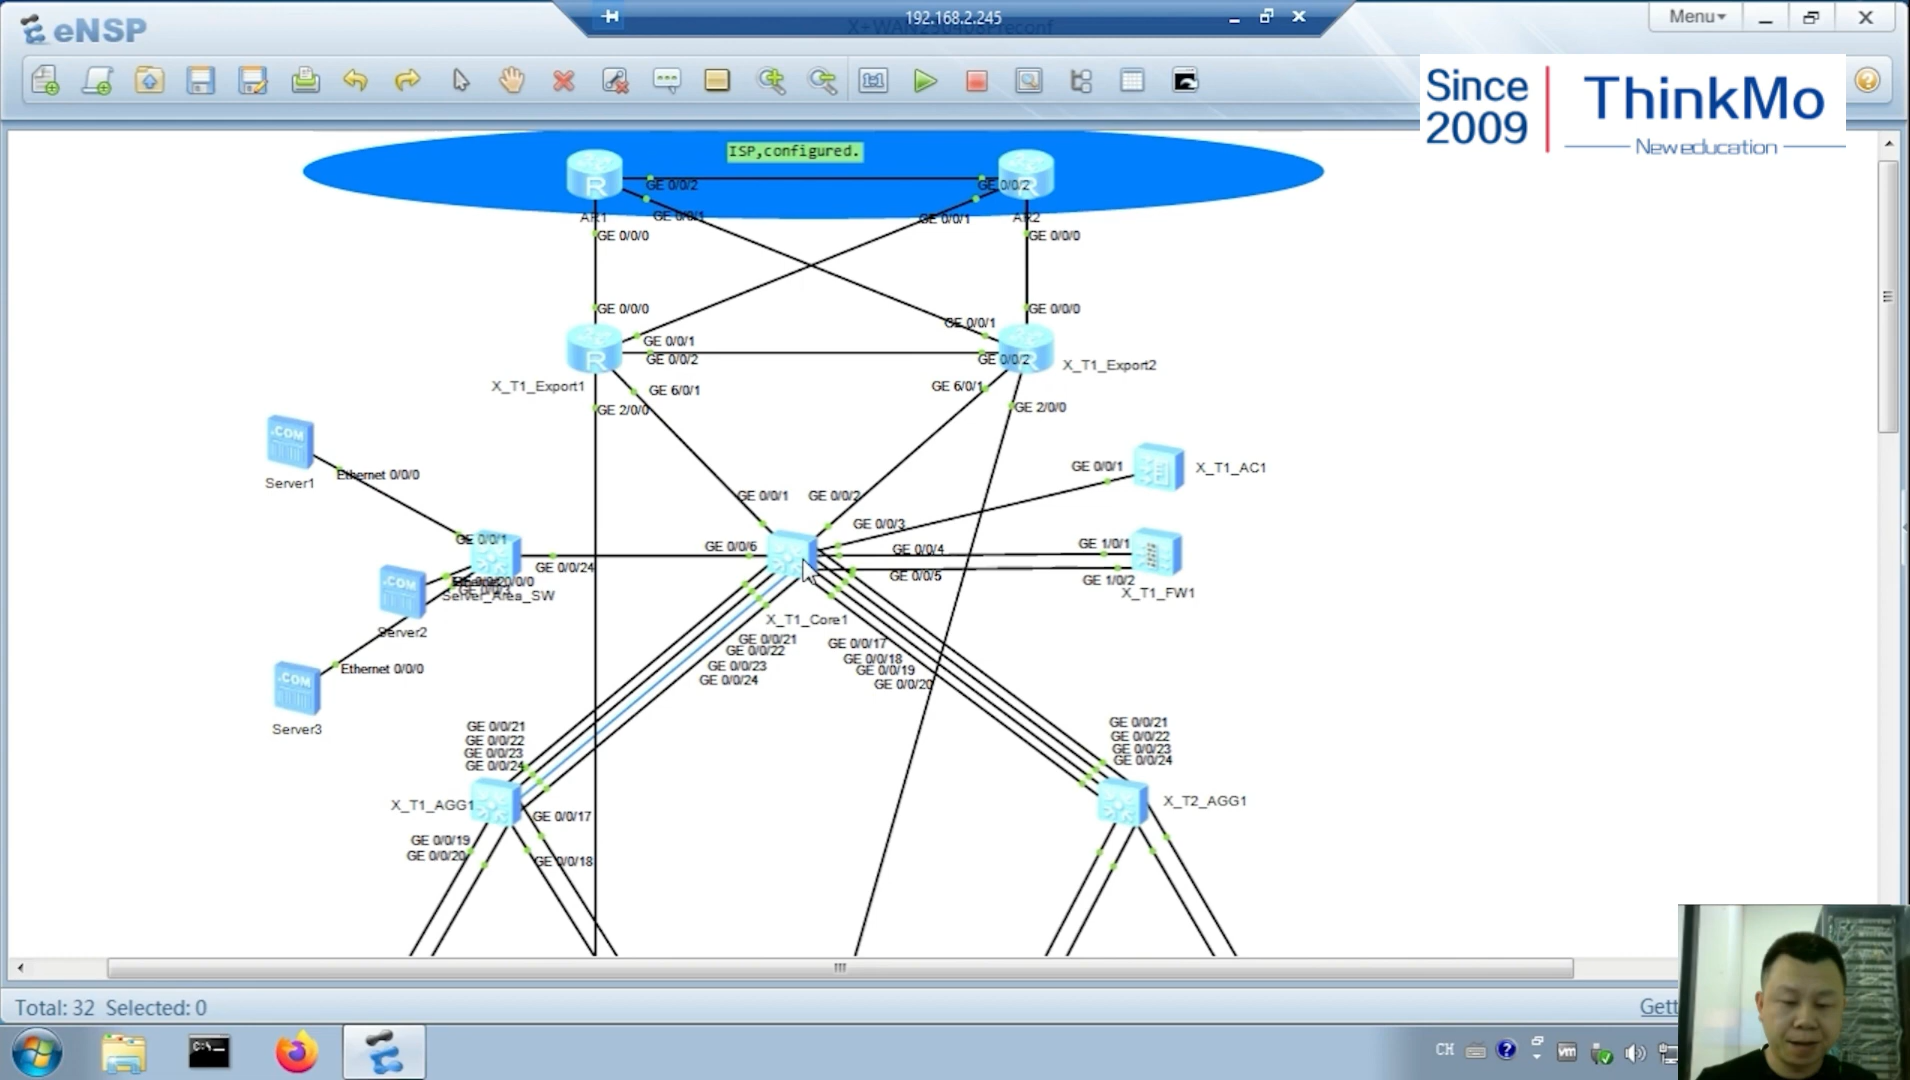 192.168.2.245
eNSP
X+WAN250408Preconf
Menu
Since
2009
ThinkMo
New education
ISP,configured.
GE 0/0/2
GE 0/0/2
AR1
GE 0/0/1
GE 0/0/1
AR2
GE 0/0/0
GE 0/0/0
GE 0/0/0
GE 0/0/0
GE 0/0/1
GE 0/0/1
GE 0/0/2
GE 0/0/2
X_T1_Export2
X_T1_Export1
GE 6/0/1
GE 6/0/1
GE 2/0/0
GE 2/0/0
Server1
Ethernet 0/0/0
GE 0/0/1
X_T1_AC1
GE 0/0/1
GE 0/0/2
GE 0/0/3
GE 0/0/1
GE 0/0/6
GE 0/0/4
GE 1/0/1
GE 0/0/24
GE 0/0/5
GE 1/0/2
X_T1_FW1
Server_Area_SW
X_T1_Core1
Server2
GE 0/0/21
GE 0/0/22
GE 0/0/23
GE 0/0/24
GE 0/0/17
GE 0/0/18
GE 0/0/19
GE 0/0/20
Ethernet 0/0/0
Server3
GE 0/0/21
GE 0/0/22
GE 0/0/23
GE 0/0/24
GE 0/0/21
GE 0/0/22
GE 0/0/23
GE 0/0/24
X_T1_AGG1
X_T2_AGG1
GE 0/0/17
GE 0/0/19
GE 0/0/20
GE 0/0/18
Total: 32 Selected: 0
Gett
CH